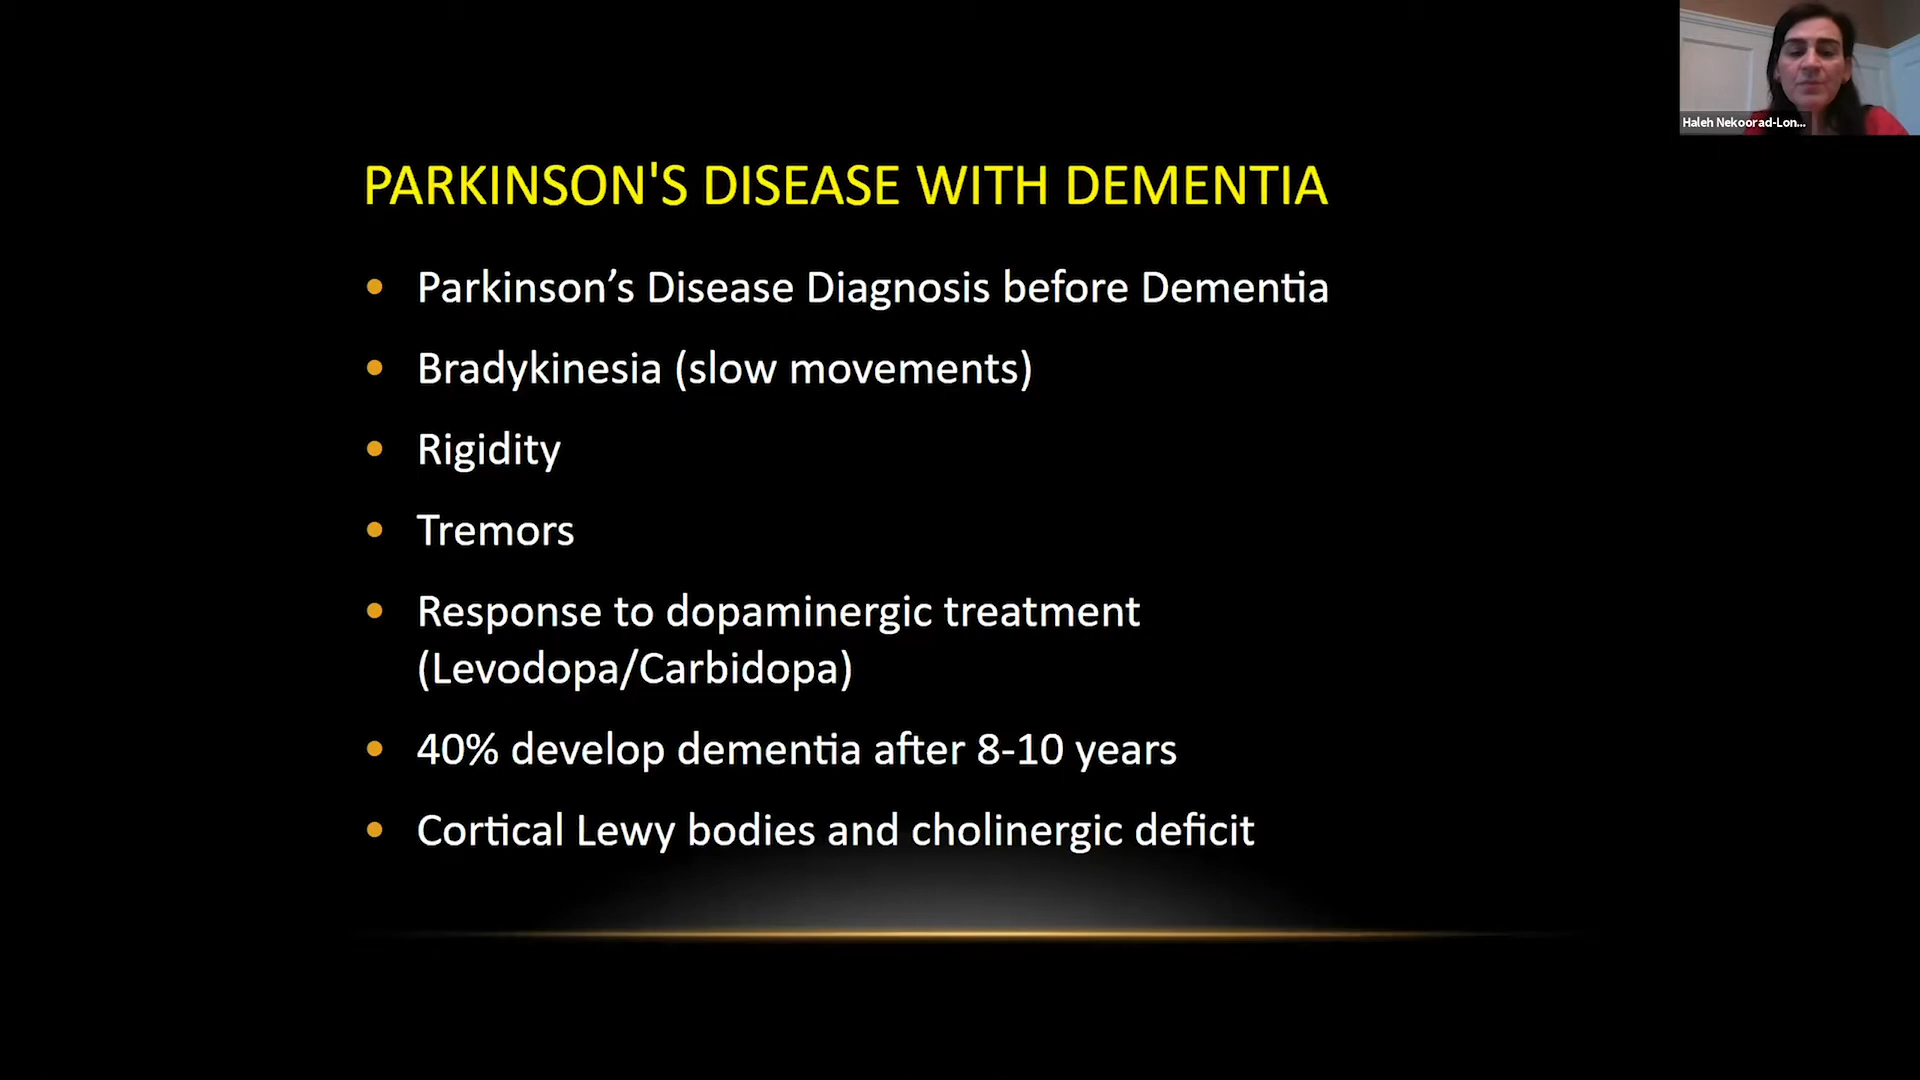 Haleh Nekoorad-Lon...
PARKINSON'S DISEASE WITH DEMENTIA
• Parkinson’s Disease Diagnosis before Dementia
• Bradykinesia (slow movements)
• Rigidity
• Tremors
• Response to dopaminergic treatment
(Levodopa/Carbidopa)
• 40% develop dementia after 8-10 years
• Cortical Lewy bodies and cholinergic deficit